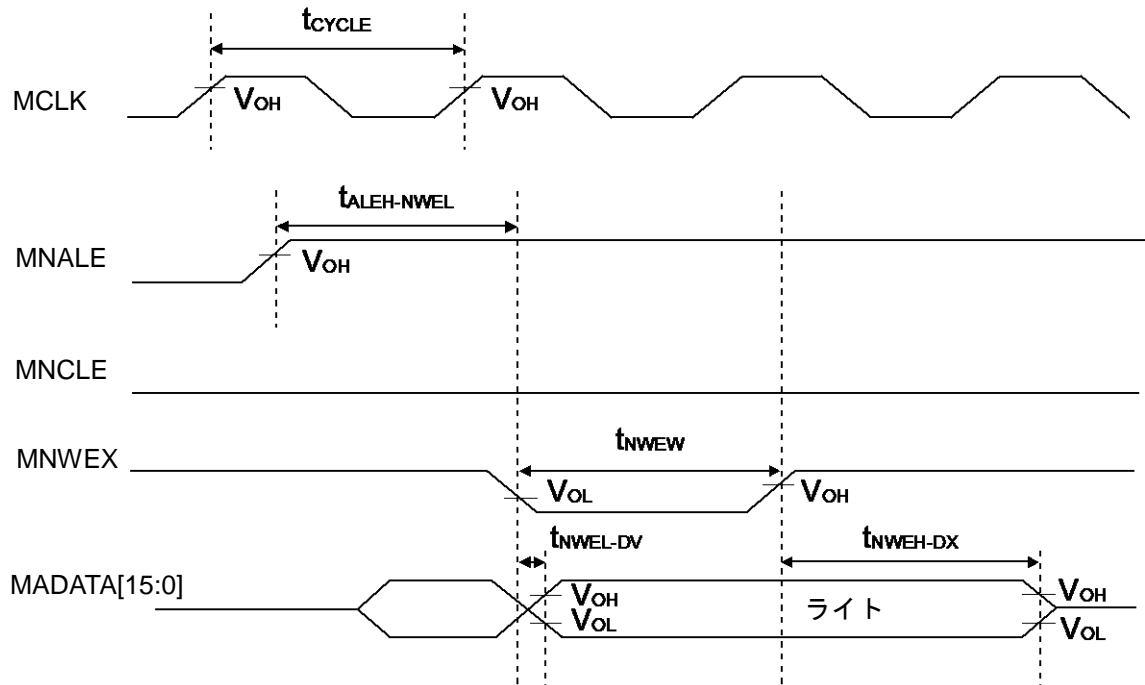 tCYCLE
MCLK
VOH
VOH
tALEH-NWEL
MNALE
VOH
MNCLE
tNWEW
MNWEX
VOL
VOH
tNWEL-DV
tNWEH-DX
MADATA[15:0]
VOH
VOL
ライト
VOH
VOL